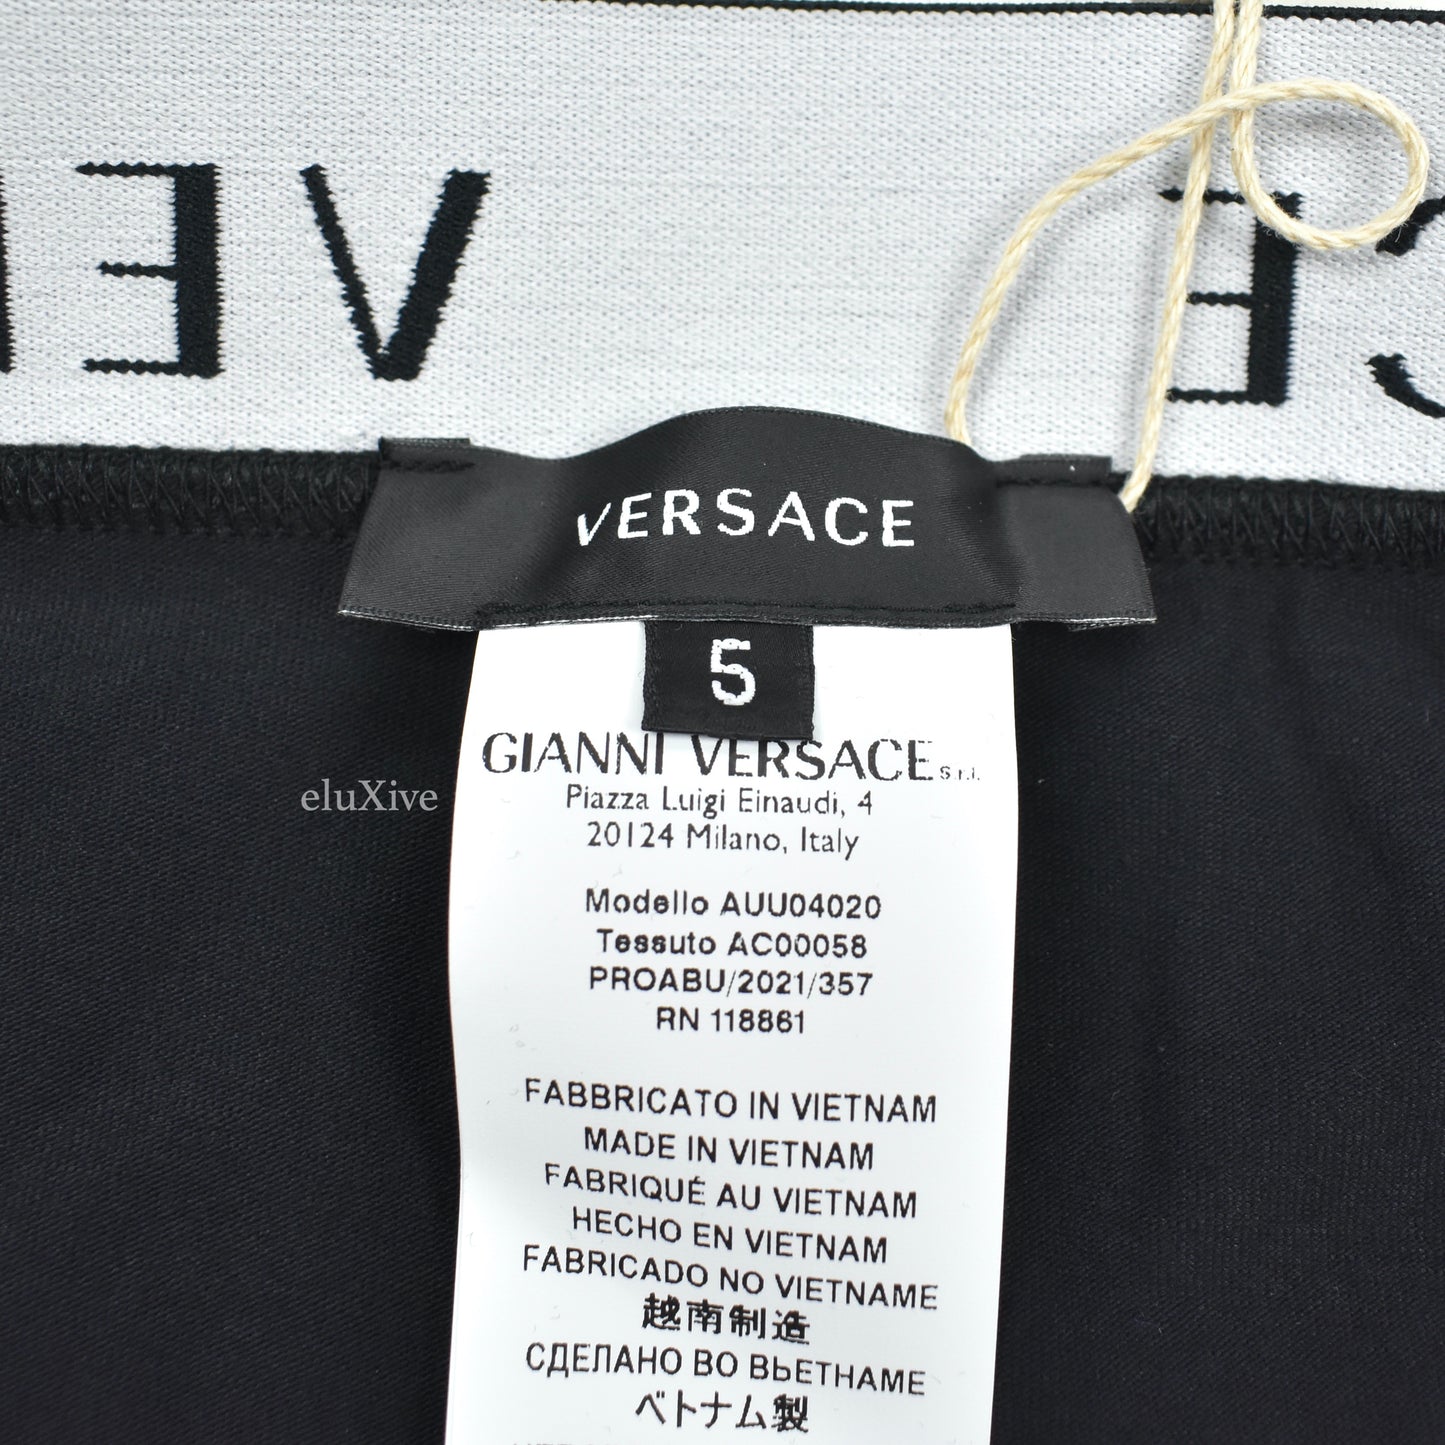 VE
ES
VERSACE
5
GIANNI VERSACE s.r.l.
Piazza Luigi Einaudi, 4
20124 Milano, Italy
eluXive
Modello AUU04020
Tessuto AC00058
PROABU/2021/357
RN 118861
FABBRICATO IN VIETNAM
MADE IN VIETNAM
FABRIQUÉ AU VIETNAM
HECHO EN VIETNAM
FABRICADO NO VIETNAME
越南制造
СДЕЛАНО ВО ВЬЕТНАМЕ
ベトナム製